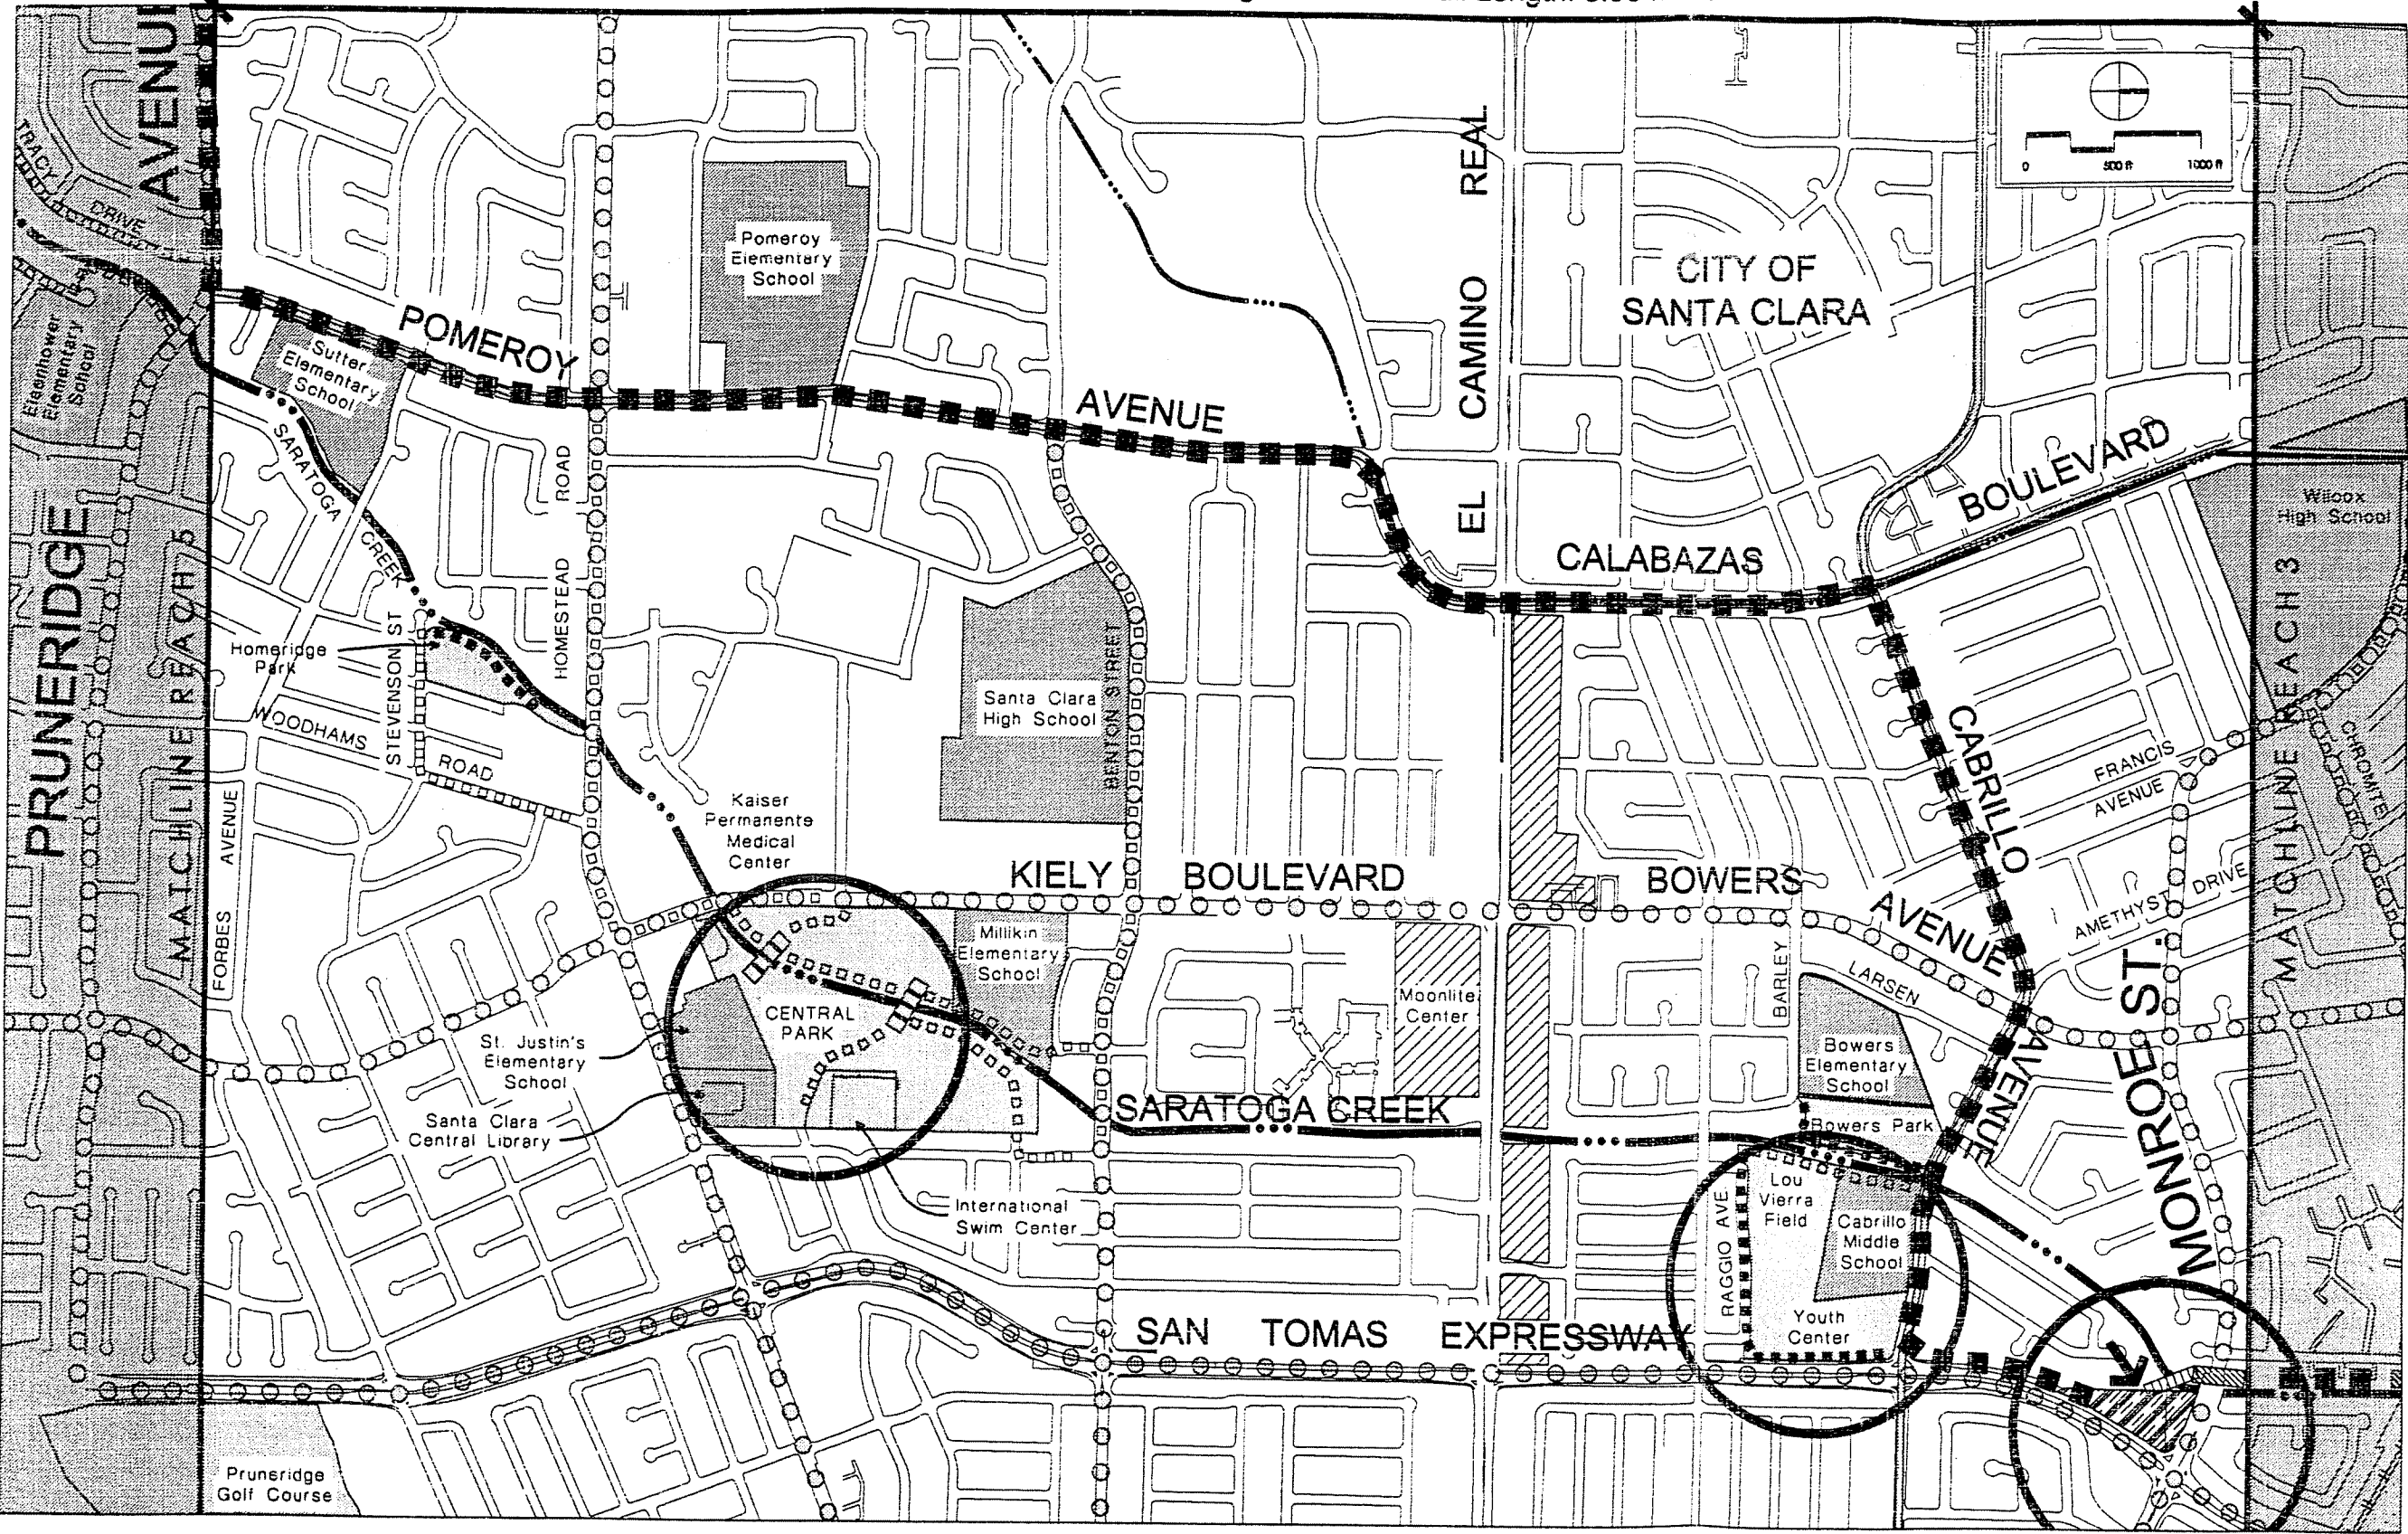 AVENUE
TRACY
DRIVE
Eisenhower
Elementary
School
PRUNERIDGE
MATCHLINE REACH 5
POMEROY
AVENUE
Sutter
Elementary
School
SARATOGA
CREEK
Pomeroy
Elementary
School
ROAD
HOMESTEAD
EL CAMINO REAL
CITY OF
SANTA CLARA
0 500 ft 1000 ft
CALABAZAS
BOULEVARD
Wilcox
High School
MATCHLINE REACH 3
Homeridge
Park
STEVENSON ST
WOODHAMS
ROAD
FORBES AVENUE
Santa Clara
High School
BENTON STREET
Kaiser
Permanente
Medical
Center
CABRILLO
FRANCIS
AVENUE
CHROMITE
AMETHYST DRIVE
KIELY BOULEVARD
BOWERS
AVENUE
LARSEN
BARLEY
Millikin
Elementary
School
CENTRAL
PARK
Moonlite
Center
MONROE ST.
AVENUE
Bowers
Elementary
School
Bowers Park
St. Justin's
Elementary
School
Santa Clara
Central Library
SARATOGA CREEK
International
Swim Center
RAGGIO AVE
Lou
Vierra
Field
Cabrillo
Middle
School
Youth
Center
SAN TOMAS EXPRESSWAY
Pruneridge
Golf Course